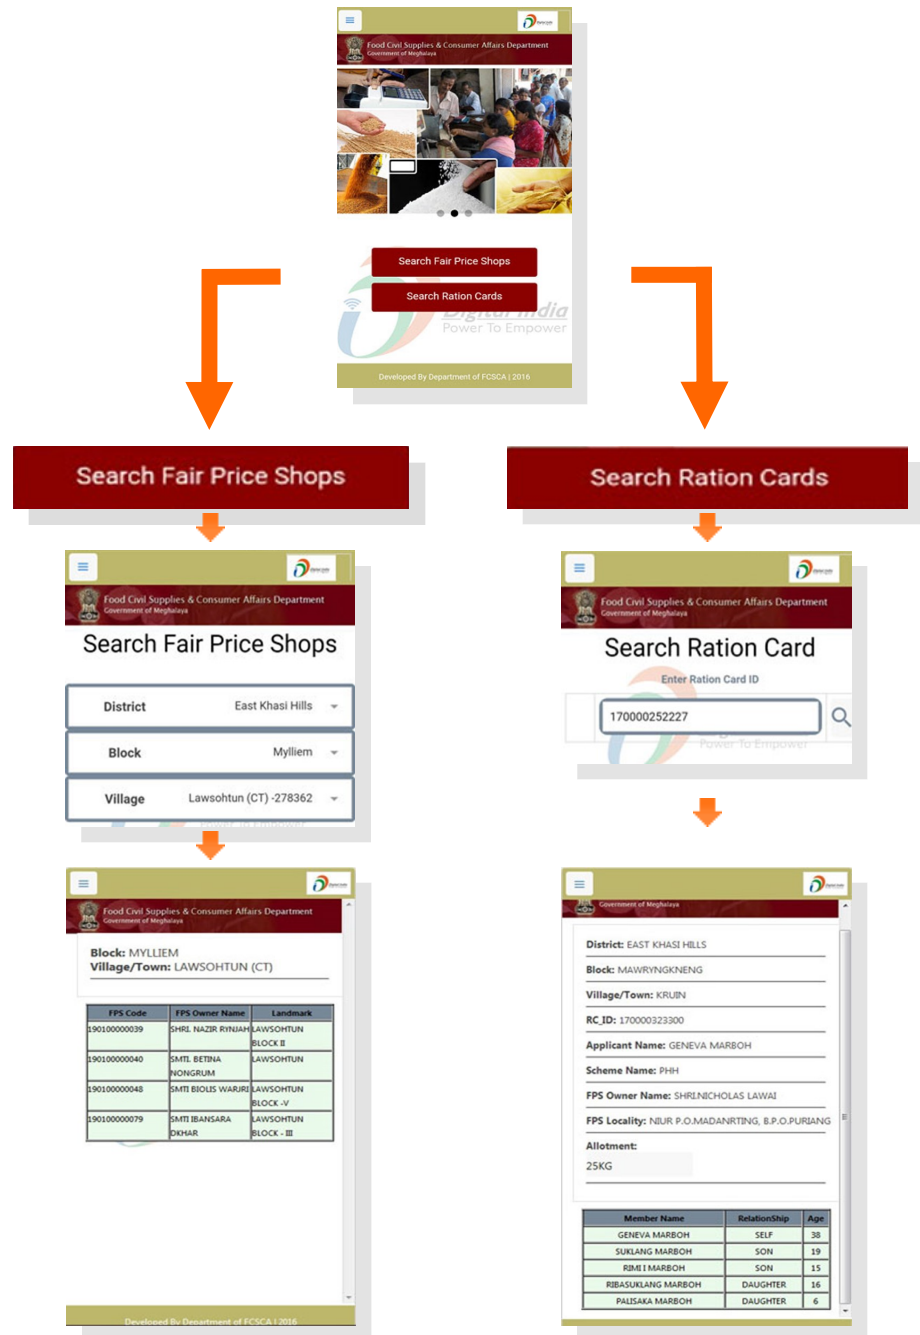 Food Civil Supplies & Consumer Affairs Department
Government of Meghalaya
Search Fair Price Shops
Search Ration Cards
Digital India
Power To Empower
Developed By Department of FCSCA | 2016
Search Fair Price Shops
Search Ration Cards
Food Civil Supplies & Consumer Affairs Department
Government of Meghalaya
Search Fair Price Shops
District East Khasi Hills
Block Mylliem
Village Lawsohtun (CT) -278362
Power To Empower
Food Civil Supplies & Consumer Affairs Department
Government of Meghalaya
Search Ration Card
Enter Ration Card ID
170000252227
Power To Empower
Food Civil Supplies & Consumer Affairs Department
Government of Meghalaya
Block: MYLLIEM
Village/Town: LAWSOHTUN (CT)
FPS Code FPS Owner Name Landmark
190100000039 SHRI. NAZIR RYNJAH LAWSOHTUN
BLOCK II
190100000040 SMTI. BETINA LAWSOHTUN
NONGRUM
190100000048 SMTI BIOLIS WARJRI LAWSOHTUN
BLOCK -V
190100000079 SMTI IBANSARA LAWSOHTUN
DKHAR BLOCK - III
Developed By Department of FCSCA | 2016
Government of Meghalaya
District: EAST KHASI HILLS
Block: MAWRYNGKNENG
Village/Town: KRUIN
RC_ID: 170000323300
Applicant Name: GENEVA MARBOH
Scheme Name: PHH
FPS Owner Name: SHRI.NICHOLAS LAWAI
FPS Locality: NIUR P.O.MADANRTING, B.P.O.PURIANG
Allotment:
25KG
Member Name RelationShip Age
GENEVA MARBOH SELF 38
SUKLANG MARBOH SON 19
RIMI I MARBOH SON 15
RIBASUKLANG MARBOH DAUGHTER 16
PALISAKA MARBOH DAUGHTER 6